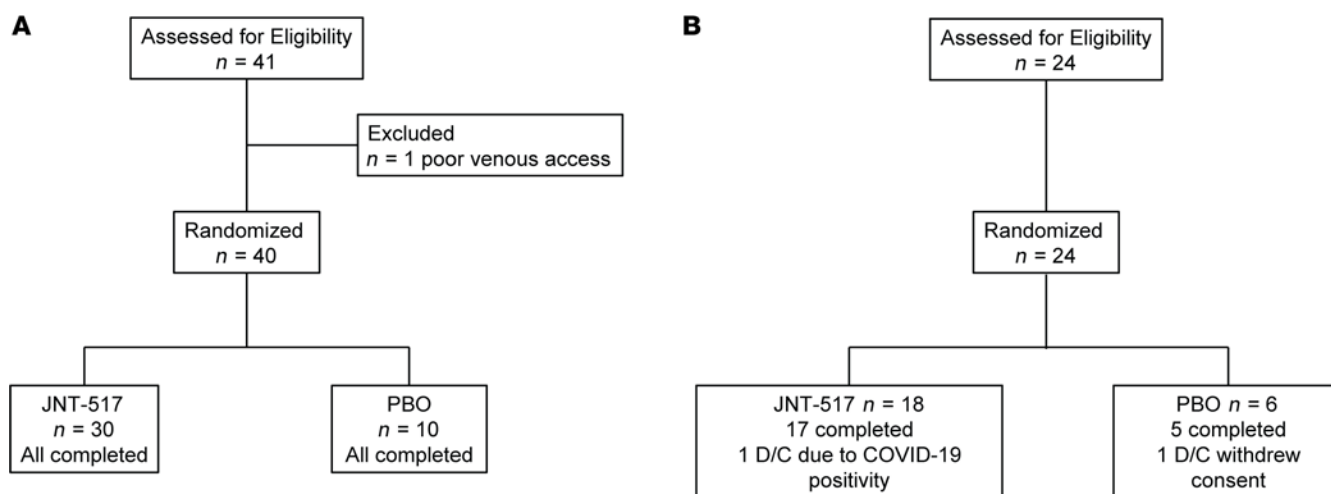 A
Assessed for Eligibility
n = 41
Excluded
n = 1 poor venous access
Randomized
n = 40
JNT-517
n = 30
All completed
PBO
n = 10
All completed
B
Assessed for Eligibility
n = 24
Randomized
n = 24
JNT-517 n = 18
17 completed
1 D/C due to COVID-19
positivity
PBO n = 6
5 completed
1 D/C withdrew
consent